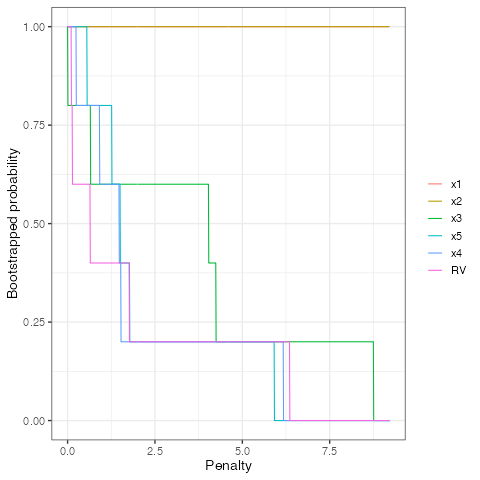 1.00
0.75
0.50
0.25
0.00
Bootstrapped probability
0.0 2.5 5.0 7.5
Penalty
x1
x2
x3
x5
x4
RV